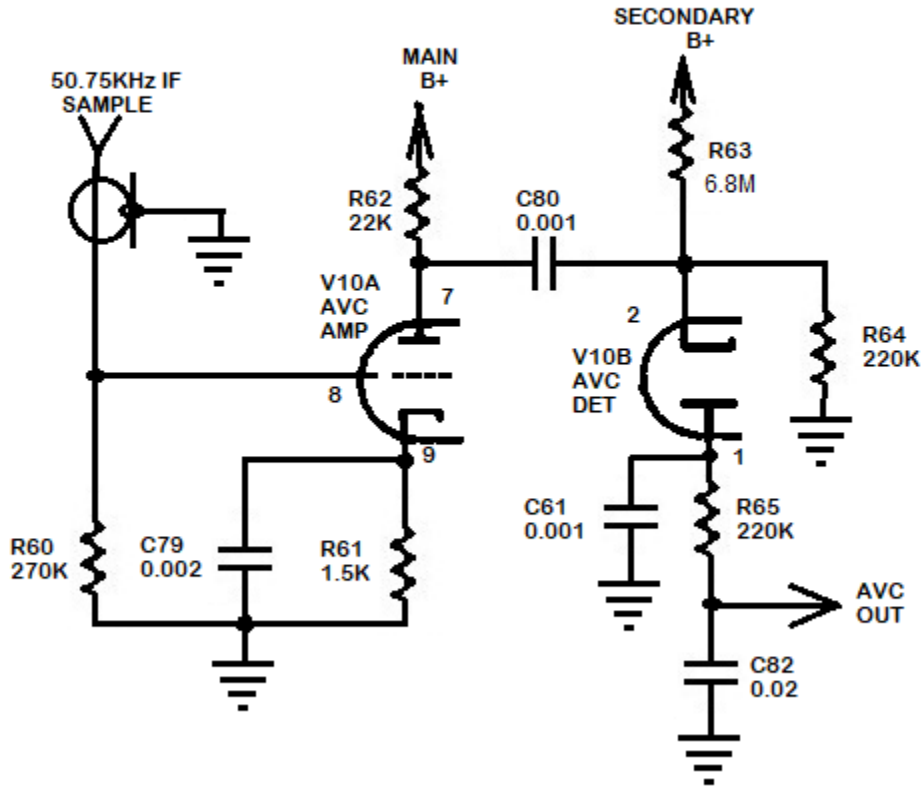 50.75KHz IF
SAMPLE
MAIN
B+
SECONDARY
B+
R62
22K
C80
0.001
R63
6.8M
V10A
AVC
AMP
7
8
9
2
V10B
AVC
DET
1
R64
220K
R60
270K
C79
0.002
R61
1.5K
C61
0.001
R65
220K
AVC
OUT
C82
0.02